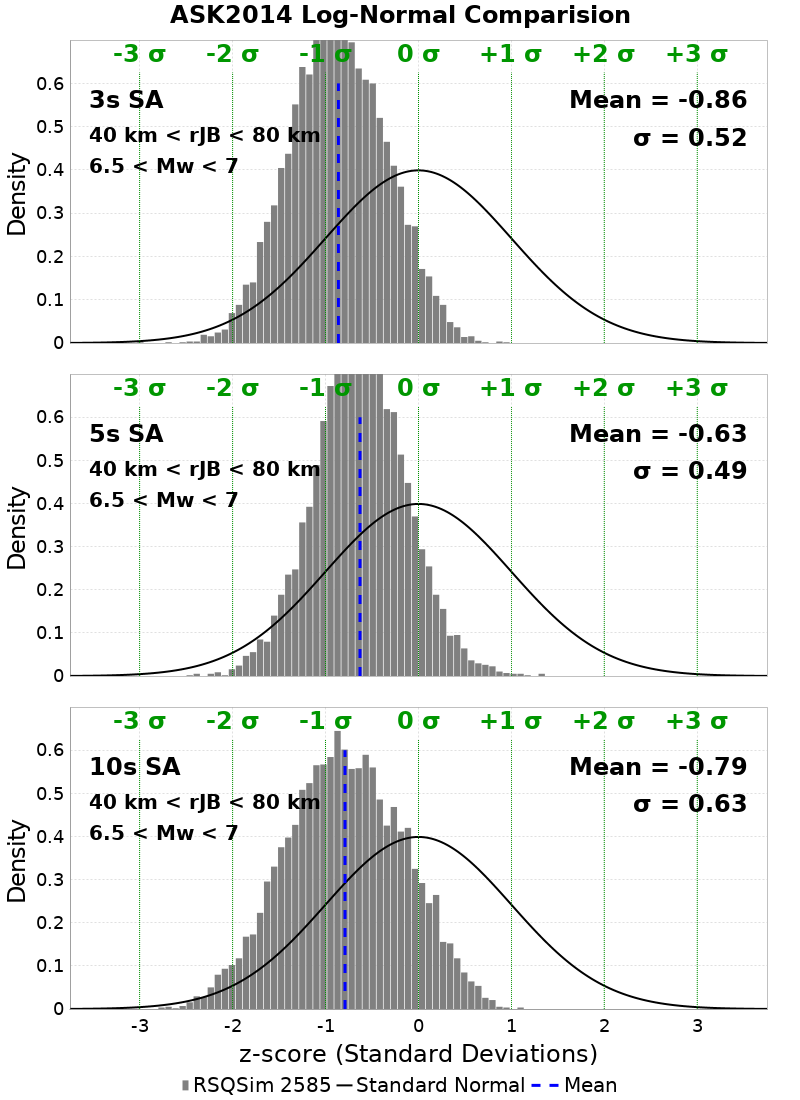 ASK2014 Log-Normal Comparision
-3 σ -2 σ -1 σ 0 σ +1 σ +2 σ +3 σ
0.6
3s SA Mean = -0.86
0.5
40 km < rJB < 80 km σ = 0.52
6.5 < Mw < 7
0.4
0.3
0.2
0.1
0
Density
-3 σ -2 σ -1 σ 0 σ +1 σ +2 σ +3 σ
0.6
5s SA Mean = -0.63
0.5
40 km < rJB < 80 km σ = 0.49
6.5 < Mw < 7
0.4
0.3
0.2
0.1
0
Density
-3 σ -2 σ -1 σ 0 σ +1 σ +2 σ +3 σ
0.6
10s SA Mean = -0.79
0.5
40 km < rJB < 80 km σ = 0.63
6.5 < Mw < 7
0.4
0.3
0.2
0.1
0
Density
-3 -2 -1 0 1 2 3
z-score (Standard Deviations)
RSQSim 2585 Standard Normal Mean